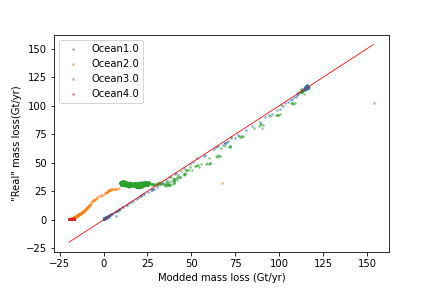 Ocean1.0
Ocean2.0
Ocean3.0
Ocean4.0
150
125
100
75
50
25
0
−25
"Real" mass loss(Gt/yr)
−25 0 25 50 75 100 125 150
Modded mass loss (Gt/yr)